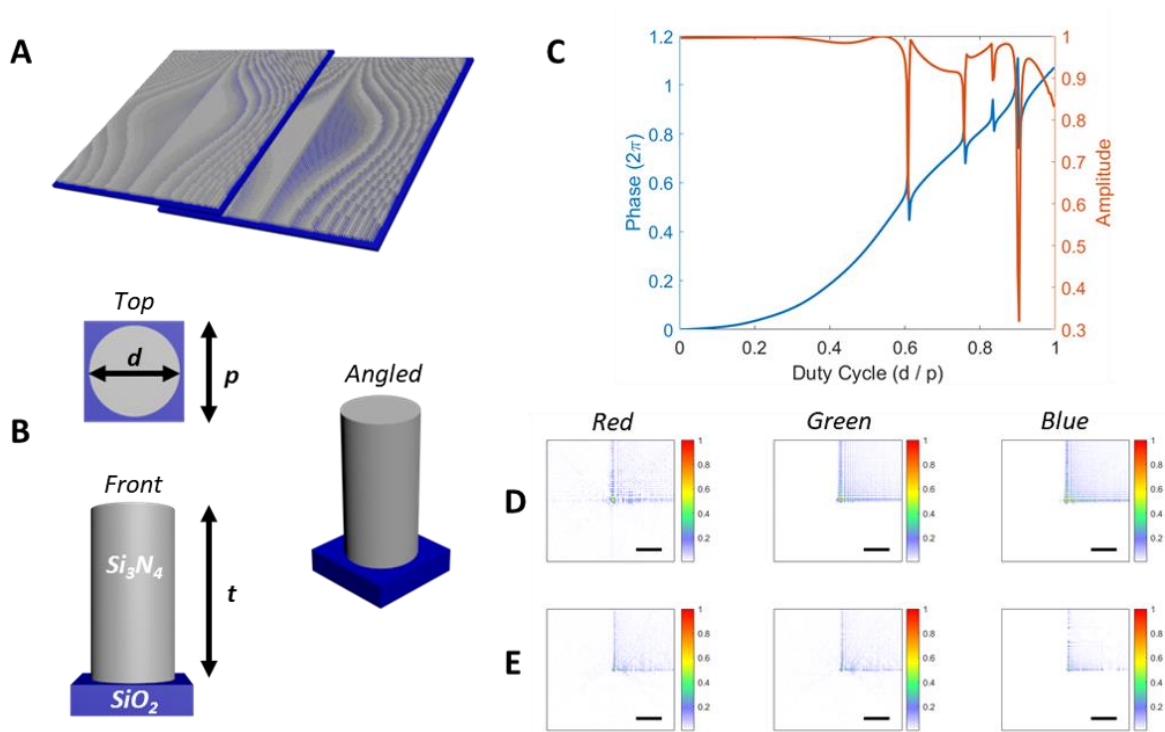 A
Top
d
p
B
Front
Si3N4
t
SiO2
Angled
C
1.2
1
0.8
0.6
0.4
0.2
0
Phase (2π)
1
0.9
0.8
0.7
0.6
0.5
0.4
0.3
Amplitude
0 0.2 0.4 0.6 0.8 1
Duty Cycle (d / p)
Red Green Blue
D
1 1 1
0.8 0.8 0.8
0.6 0.6 0.6
0.4 0.4 0.4
0.2 0.2 0.2
E
1 1 1
0.8 0.8 0.8
0.6 0.6 0.6
0.4 0.4 0.4
0.2 0.2 0.2